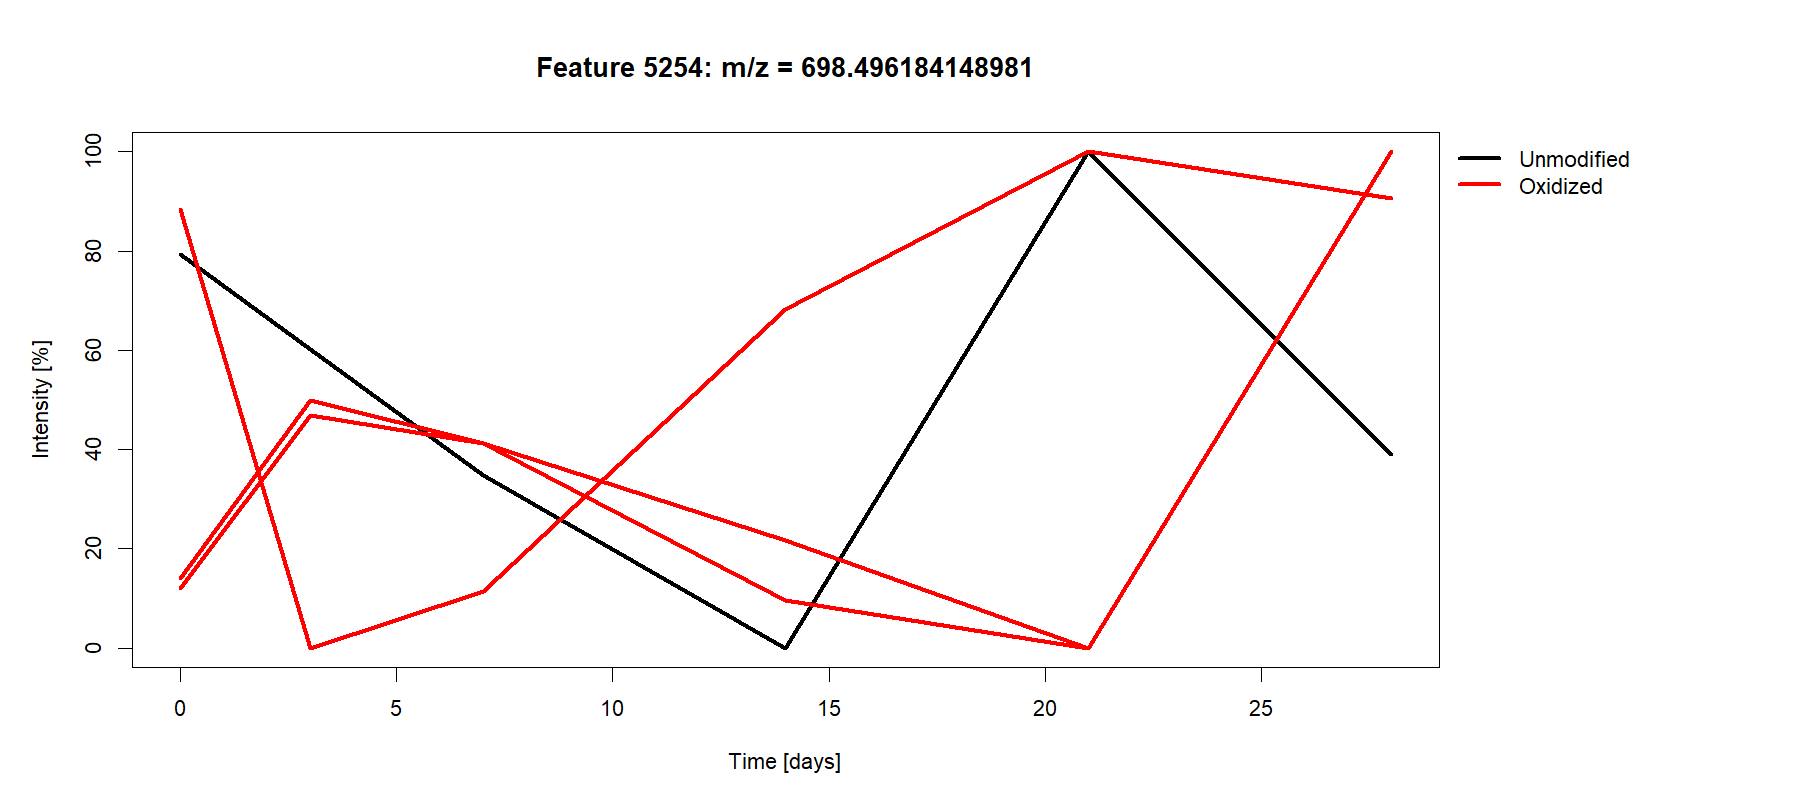 Feature 5254: m/z = 698.496184148981
Unmodified
Oxidized
Intensity [%]
100
80
60
40
20
0
0 5 10 15 20 25
Time [days]